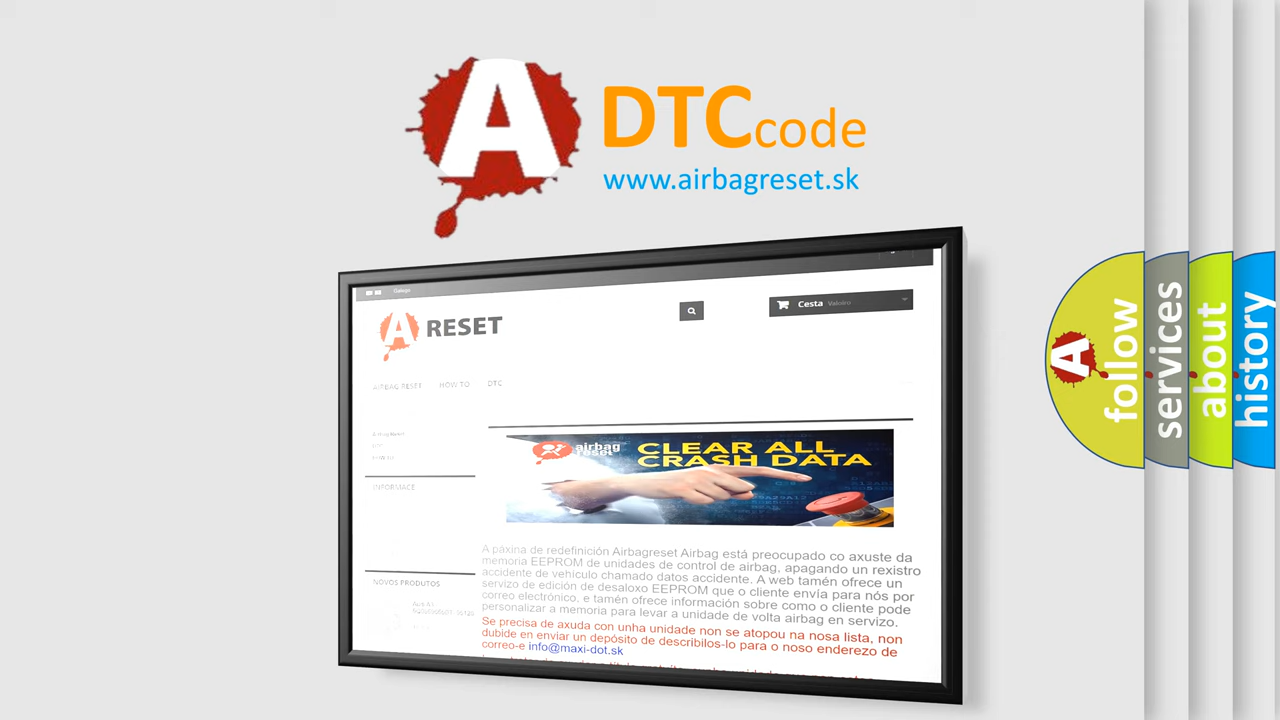 A
DTC code
www.airbagreset.sk
Galego
A RESET
Cesta Valeiro
AIRBAG RESET HOW TO DTC
INFORMACE
NOVOS PRODUTOS
airbag
reset
CLEAR ALL
CRASH DATA
A páxina de redefinición Airbagreset Airbag está preocupado co axuste da
memoria EEPROM de unidades de control de airbag, apagando un rexistro
accidente de vehículo chamado datos accidente. A web tamén ofrece un
servizo de edición de desaloxo EEPROM que o cliente envía para nós por
correo electrónico, e tamén ofrece información sobre como o cliente pode
personalizar a memoria para levar a unidade de volta airbag en servizo.
Se precisa de axuda con unha unidade non se atopou na nosa lista, non
dubide en enviar un depósito de describilos-lo para o noso enderezo de
correo-e info@maxi-dot.sk
A
follow
services
about
history